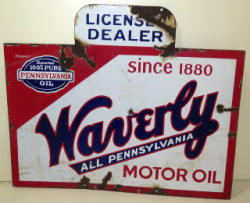 LICENSED
DEALER
since 1880
100% PURE
PENNSYLVANIA
OIL
Waverly
ALL PENNSYLVANIA
MOTOR OIL